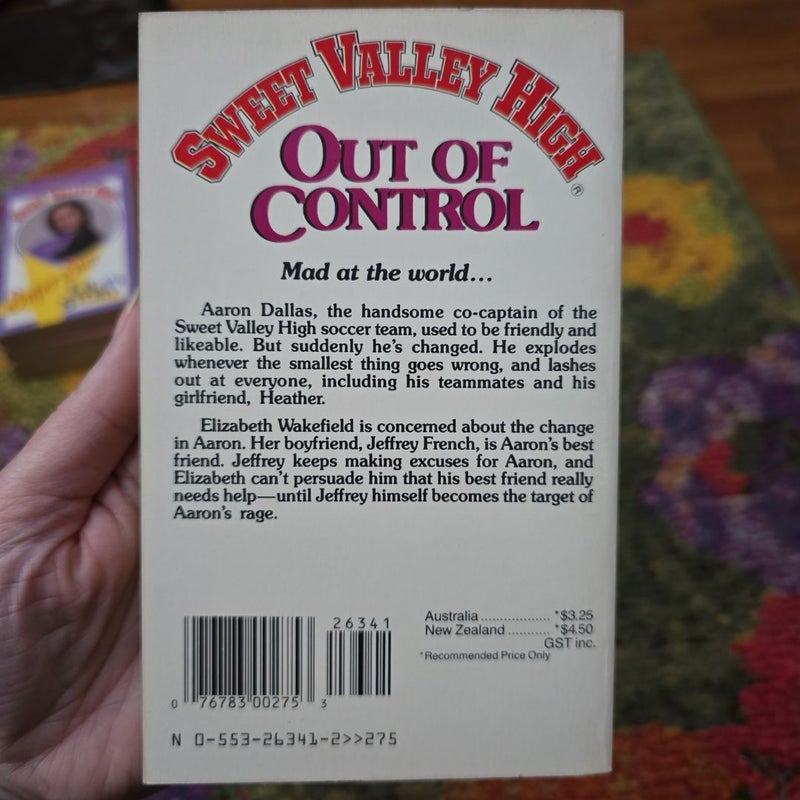 SWEET VALLEY HIGH®
OUT OF
CONTROL
Mad at the world...
Aaron Dallas, the handsome co-captain of the
Sweet Valley High soccer team, used to be friendly and
likeable. But suddenly he's changed. He explodes
whenever the smallest thing goes wrong, and lashes
out at everyone, including his teammates and his
girlfriend, Heather.
Elizabeth Wakefield is concerned about the change
in Aaron. Her boyfriend, Jeffrey French, is Aaron's best
friend. Jeffrey keeps making excuses for Aaron, and
Elizabeth can't persuade him that his best friend really
needs help—until Jeffrey himself becomes the target of
Aaron's rage.
26341
0 76783 00275 3
N 0-553-26341-2>>275
Australia .................. *$3.25
New Zealand .......... *$4.50
GST inc.
*Recommended Price Only